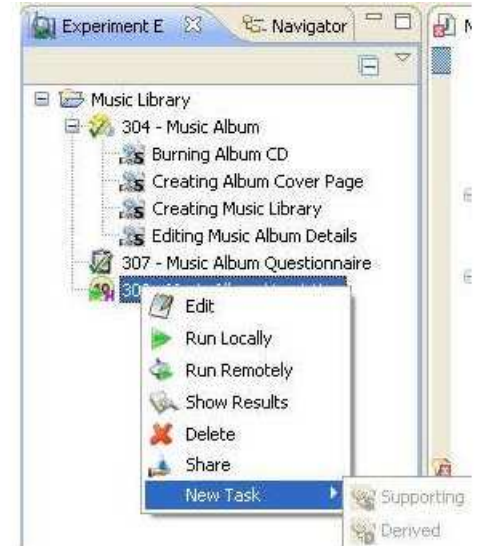 Experiment E
Navigator
Music Library
304 - Music Album
Burning Album CD
Creating Album Cover Page
Creating Music Library
Editing Music Album Details
307 - Music Album Questionnaire
Edit
Run Locally
Run Remotely
Show Results
Delete
Share
New Task
Supporting
Derived